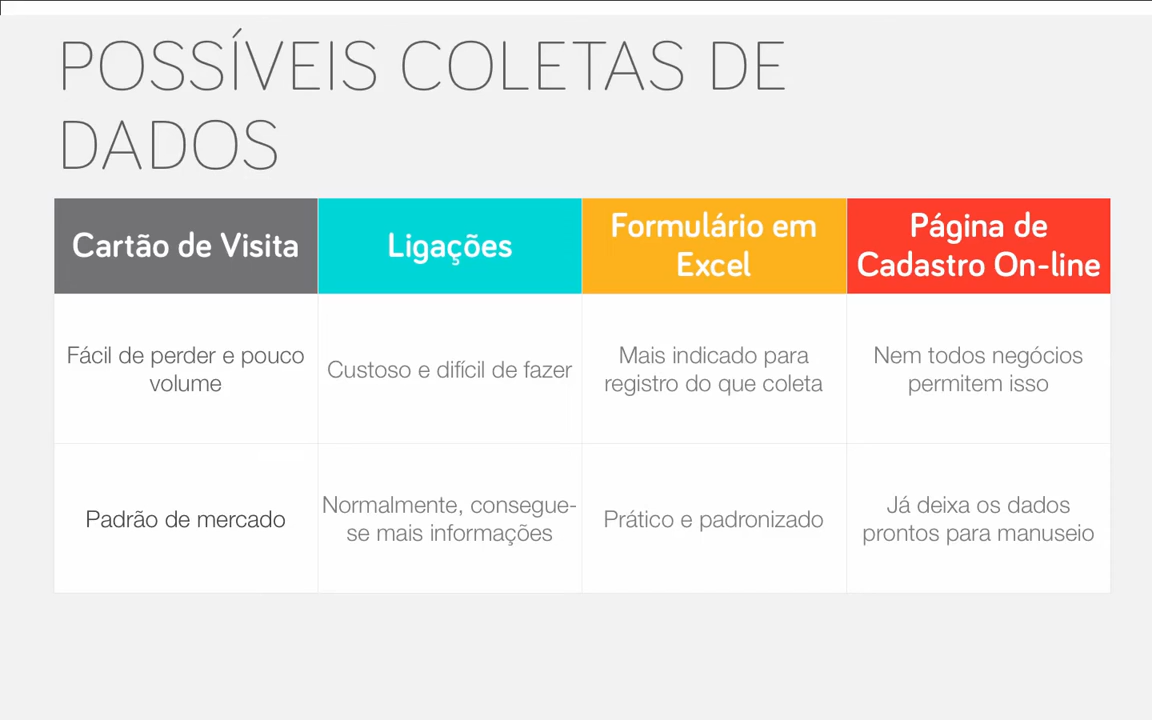 POSSÍVEIS COLETAS DE
DADOS
Cartão de Visita
Ligações
Formulário em
Excel
Página de
Cadastro On-line
Fácil de perder e pouco
volume
Custoso e difícil de fazer
Mais indicado para
registro do que coleta
Nem todos negócios
permitem isso
Padrão de mercado
Normalmente, consegue-
se mais informações
Prático e padronizado
Já deixa os dados
prontos para manuseio